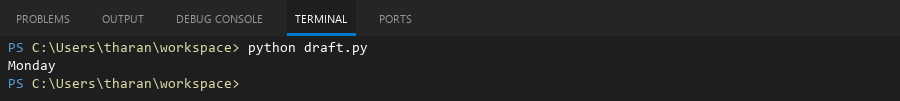 PROBLEMS OUTPUT DEBUG CONSOLE TERMINAL PORTS
PS C:\Users\tharan\workspace> python draft.py
Monday
PS C:\Users\tharan\workspace>